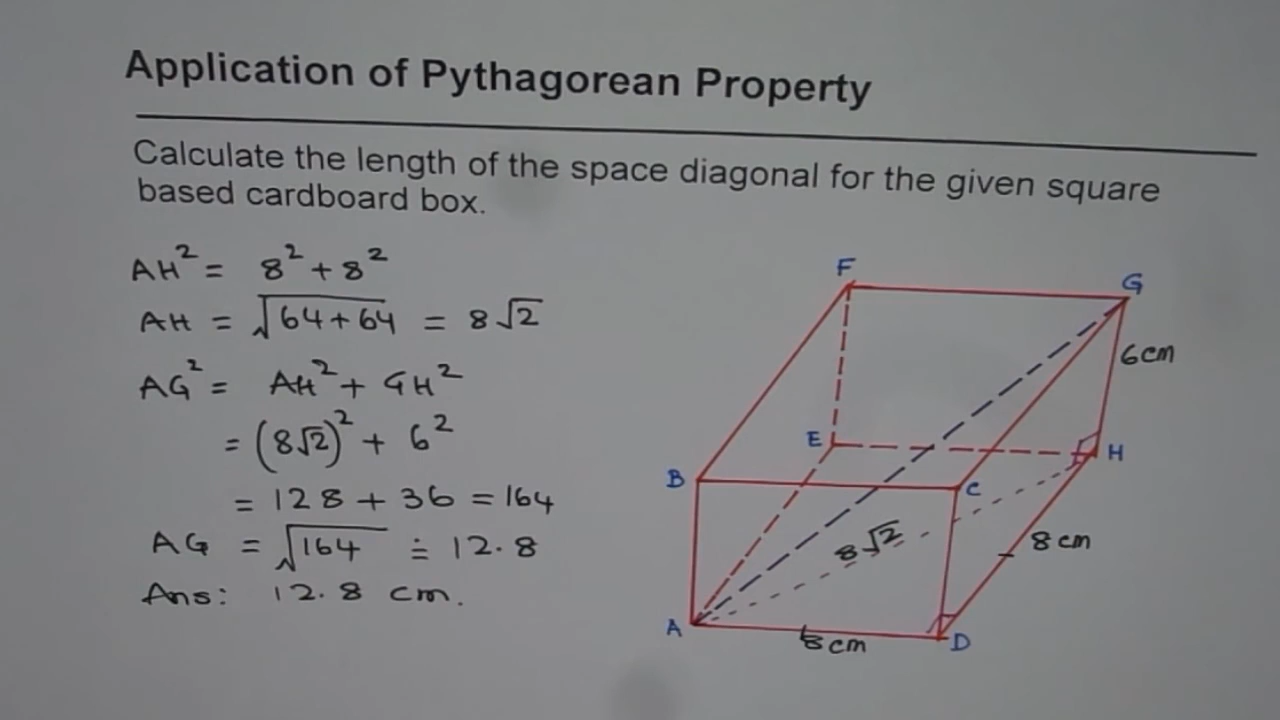 Application of Pythagorean Property
Calculate the length of the space diagonal for the given square
based cardboard box.
AH² = 8² + 8²
AH = √64+64 = 8√2
AG² = AH² + GH²
= (8√2)² + 6²
= 128 + 36 = 164
AG = √164 ≐ 12.8
Ans: 12.8 cm.
F
G
6cm
E
H
B
C
8√2
8cm
A
8cm
D